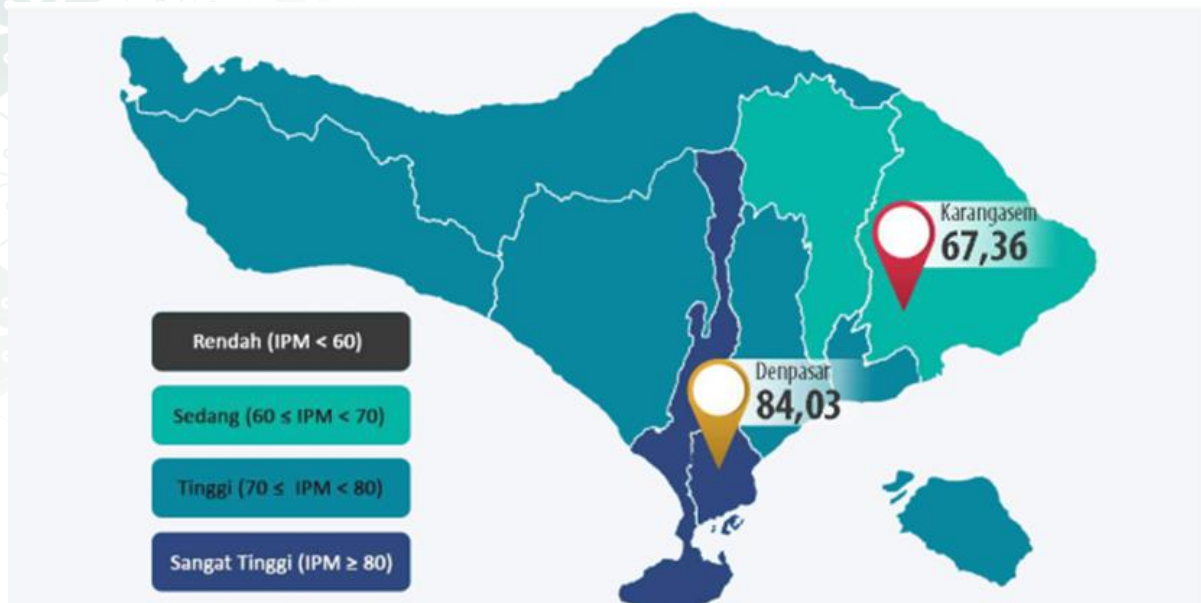 Karangasem
67,36
Denpasar
84,03
Rendah (IPM < 60)
Sedang (60 ≤ IPM < 70)
Tinggi (70 ≤ IPM < 80)
Sangat Tinggi (IPM ≥ 80)